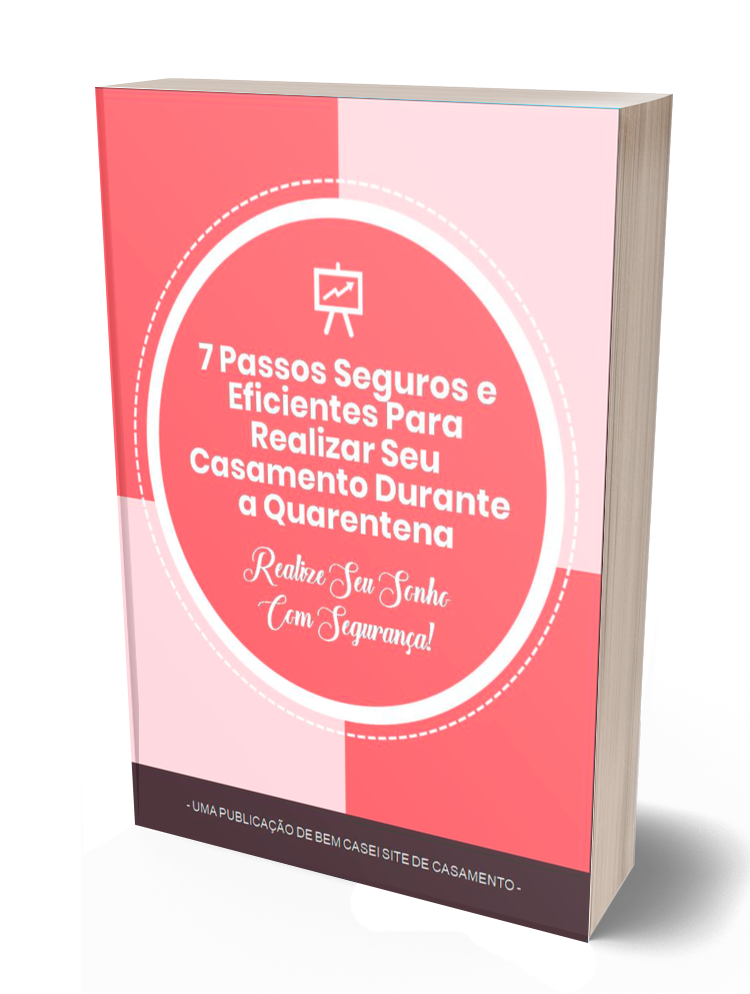 7 Passos Seguros e
Eficientes Para
Realizar Seu
Casamento Durante
a Quarentena
Realize Seu Sonho
Com Segurança!
- UMA PUBLICAÇÃO DE BEM CASEI SITE DE CASAMENTO -